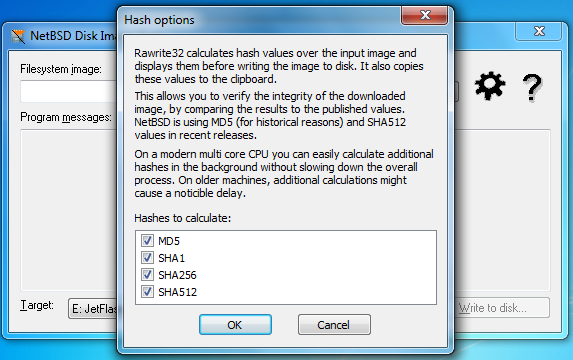 Hash options
NetBSD Disk Ima
Rawrite32 calculates hash values over the input image and
displays them before writing the image to disk. It also copies
these values to the clipboard.
This allows you to verify the integrity of the downloaded
image, by comparing the results to the published values.
NetBSD is using MD5 (for historical reasons) and SHA512
values in recent releases.
On a modern multi core CPU you can easily calculate additional
hashes in the background without slowing down the overall
process. On older machines, additional calculations might
cause a noticible delay.
Hashes to calculate:
MD5
SHA1
SHA256
SHA512
OK Cancel
Filesystem image:
?
Program messages:
Target: E: JetFlas
Write to disk...